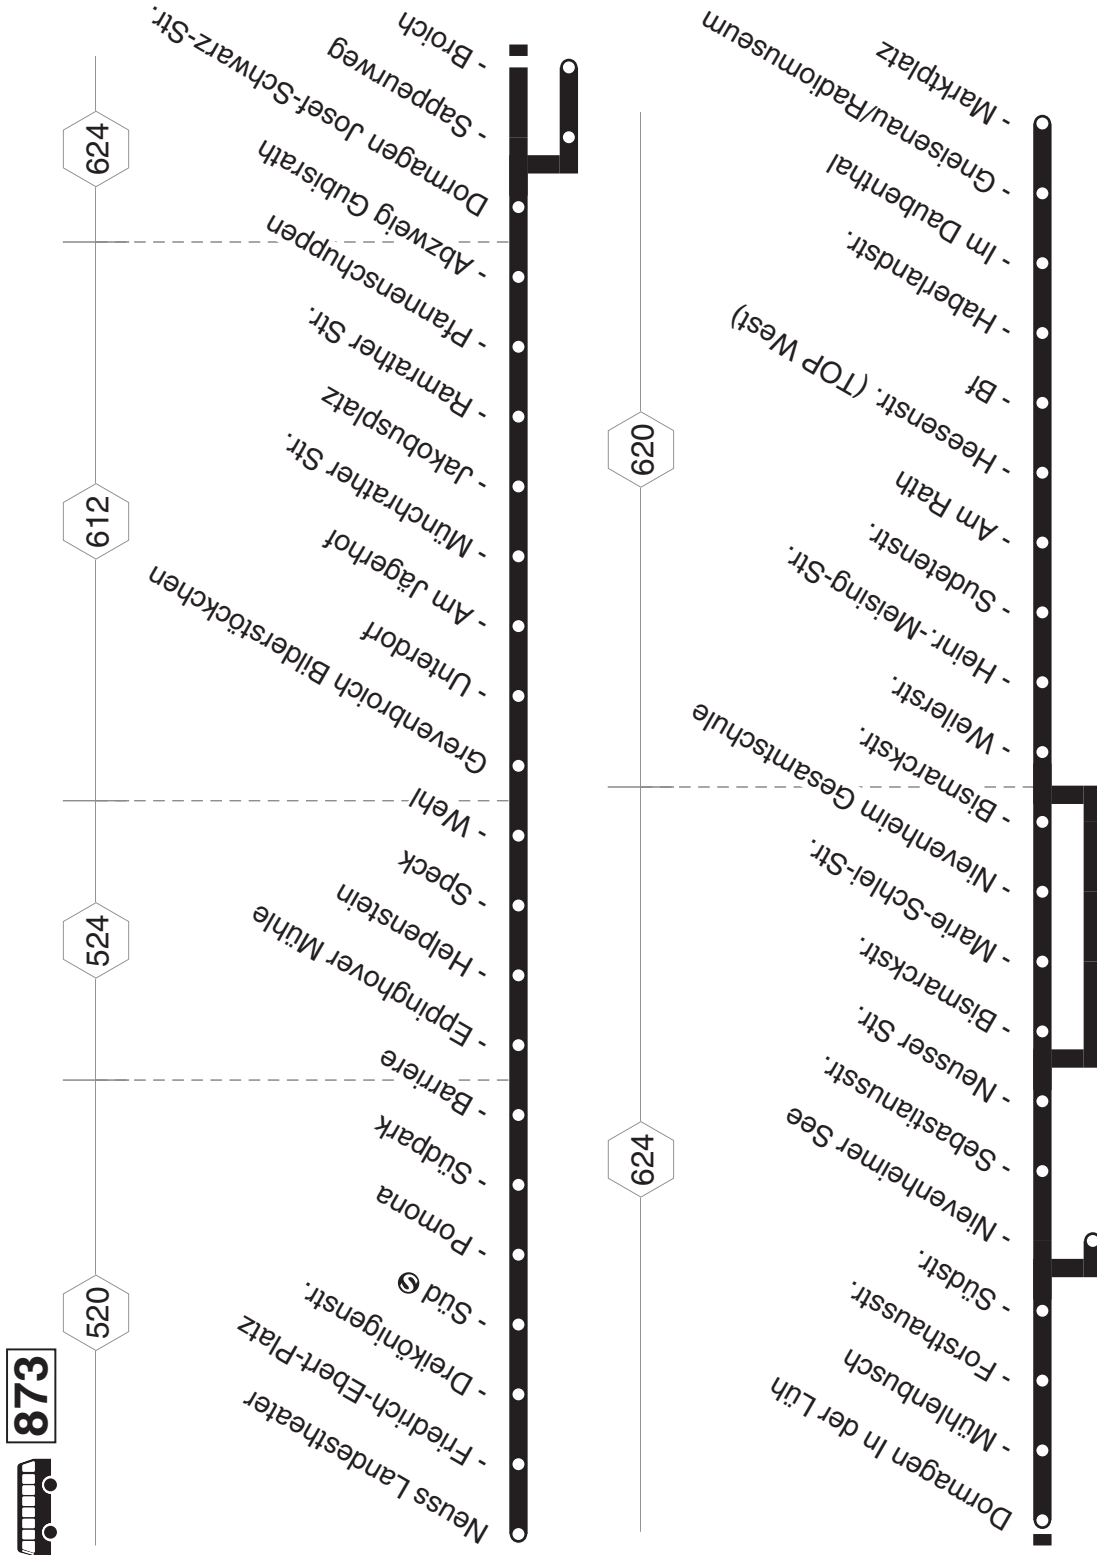 873
520
524
612
624
Neuss Landestheater
- Friedrich-Ebert-Platz
- Dreikönigenstr.
- Süd S
- Pomona
- Südpark
- Barriere
- Eppinghover Mühle
- Helpenstein
- Speck
- Wehl
Grevenbroich Bilderstöckchen
- Unterdorf
- Am Jägerhof
- Münchrather Str.
- Jakobusplatz
- Ramrather Str.
- Pfannenschuppen
- Abzweig Gubisrath
Dormagen Josef-Schwarz-Str.
- Sappeurweg
- Broich
624
620
Dormagen In der Lüh
- Mühlenbusch
- Forsthausstr
- Südstr.
- Nievenheimer See
- Sebastianusstr.
- Neusser Str.
- Bismarckstr.
- Marie-Schlei-Str.
- Nievenheim Gesamtschule
- Bismarckstr.
- Weilerstr.
- Heinr.-Meising-Str.
- Sudetenstr.
- Am Rath
- Heesenstr. (TOP West)
- Bf
- Haberlandstr.
- Im Daubenthal
- Gneisenau/Radiomuseum
- Marktplatz